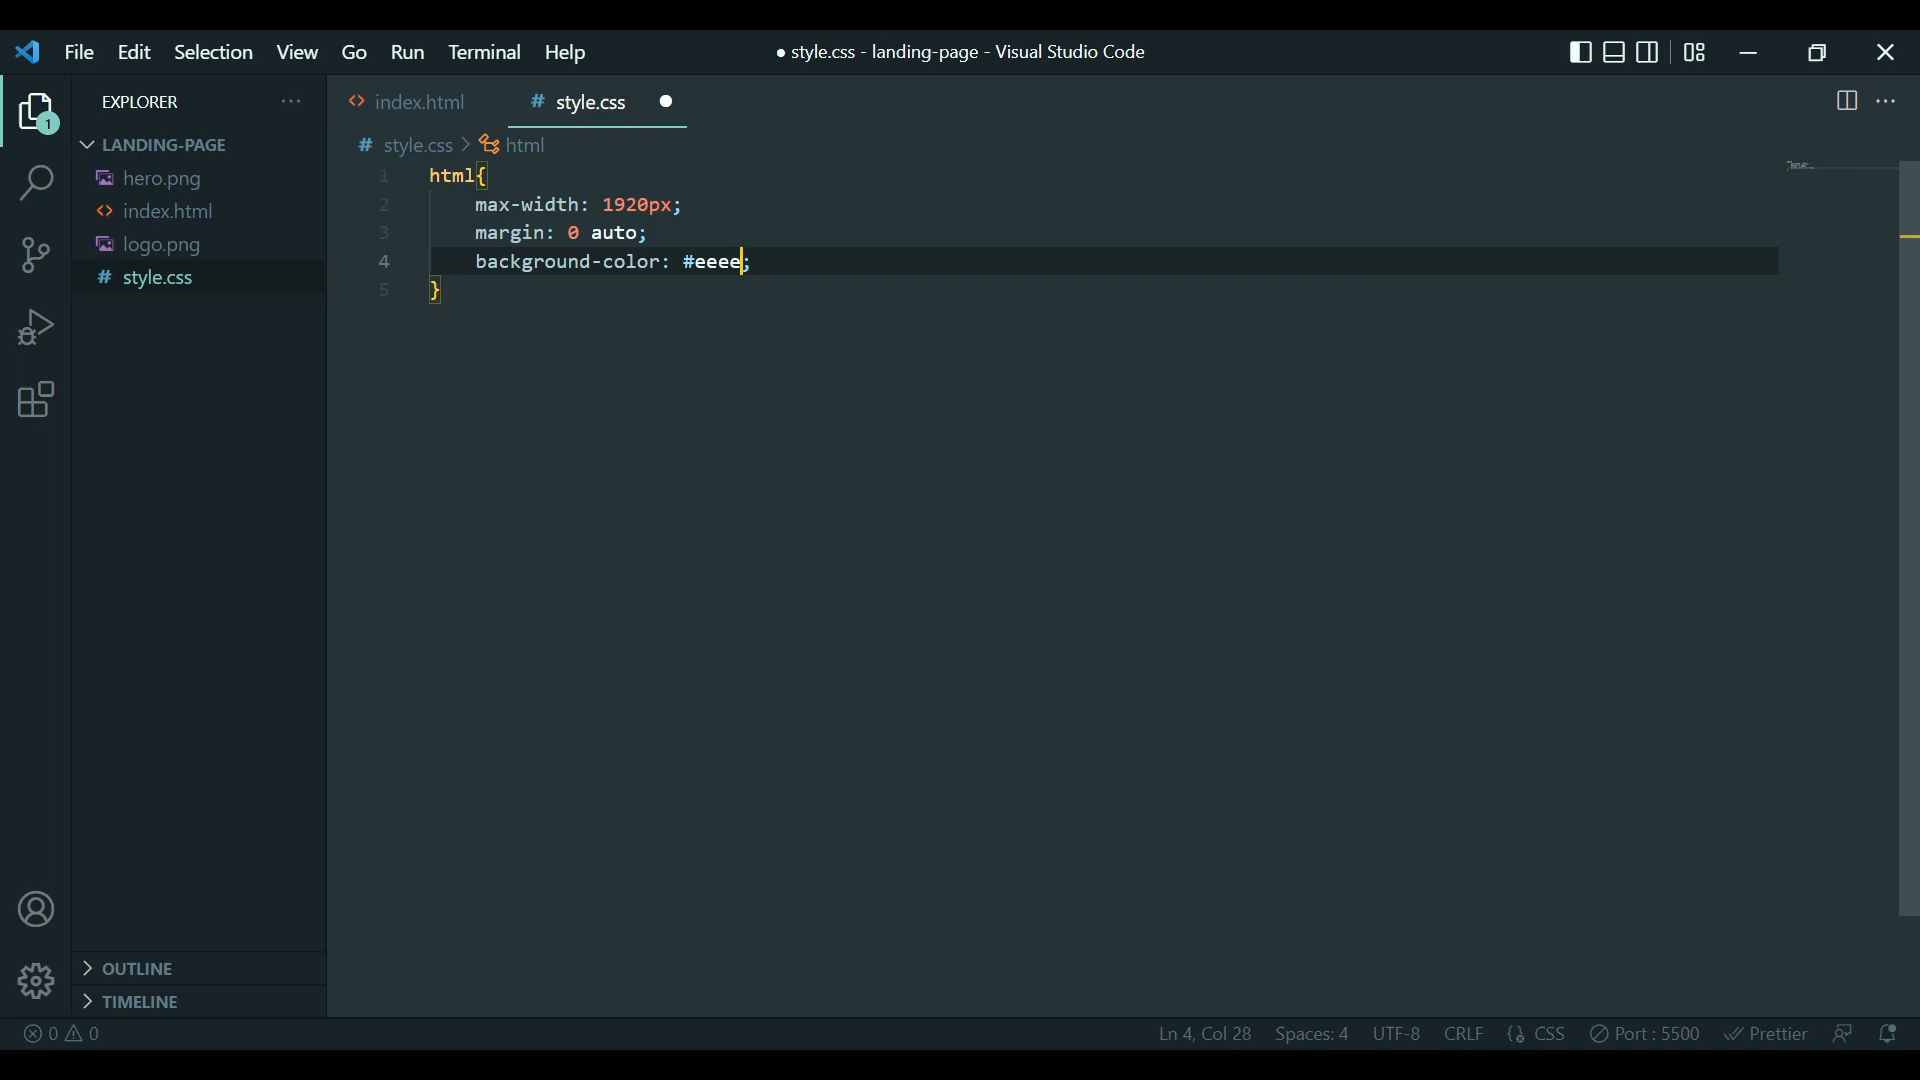 File Edit Selection View Go Run Terminal Help
● style.css - landing-page - Visual Studio Code
EXPLORER
1
LANDING-PAGE
hero.png
index.html
logo.png
# style.css
OUTLINE
TIMELINE
<> index.html
# style.css
# style.css > html
1 html{
2 max-width: 1920px;
3 margin: 0 auto;
4 background-color: #eeee;
5 }
0 0
Ln 4, Col 28 Spaces: 4 UTF-8 CRLF {} CSS Port : 5500 Prettier